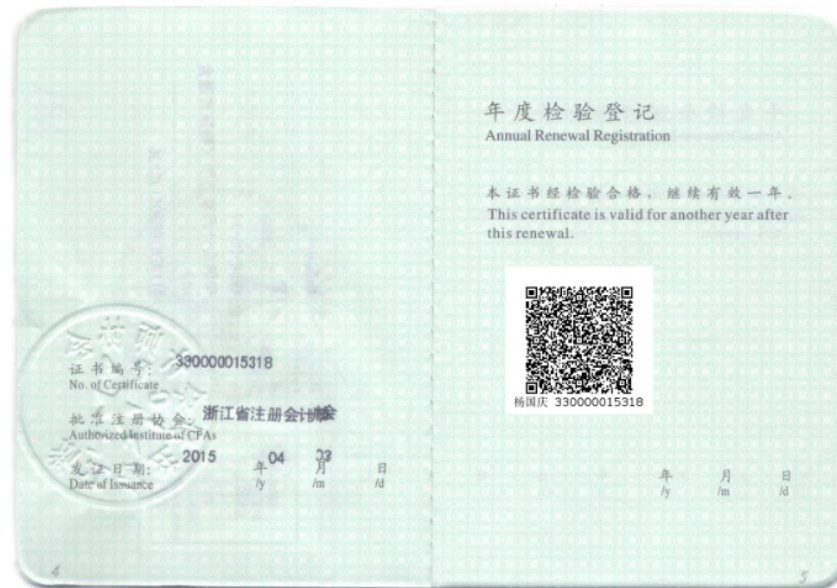 证书编号: 330000015318
No. of Certificate
批准注册协会: 浙江省注册会计师协会
Authorized Institute of CPAs
发证日期: 2015 年 04 月 03 日
Date of Issuance /y /m /d
4
年度检验登记
Annual Renewal Registration
本证书经检验合格，继续有效一年。
This certificate is valid for another year after
this renewal.
杨国庆 330000015318
年 月 日
/y /m /d
5